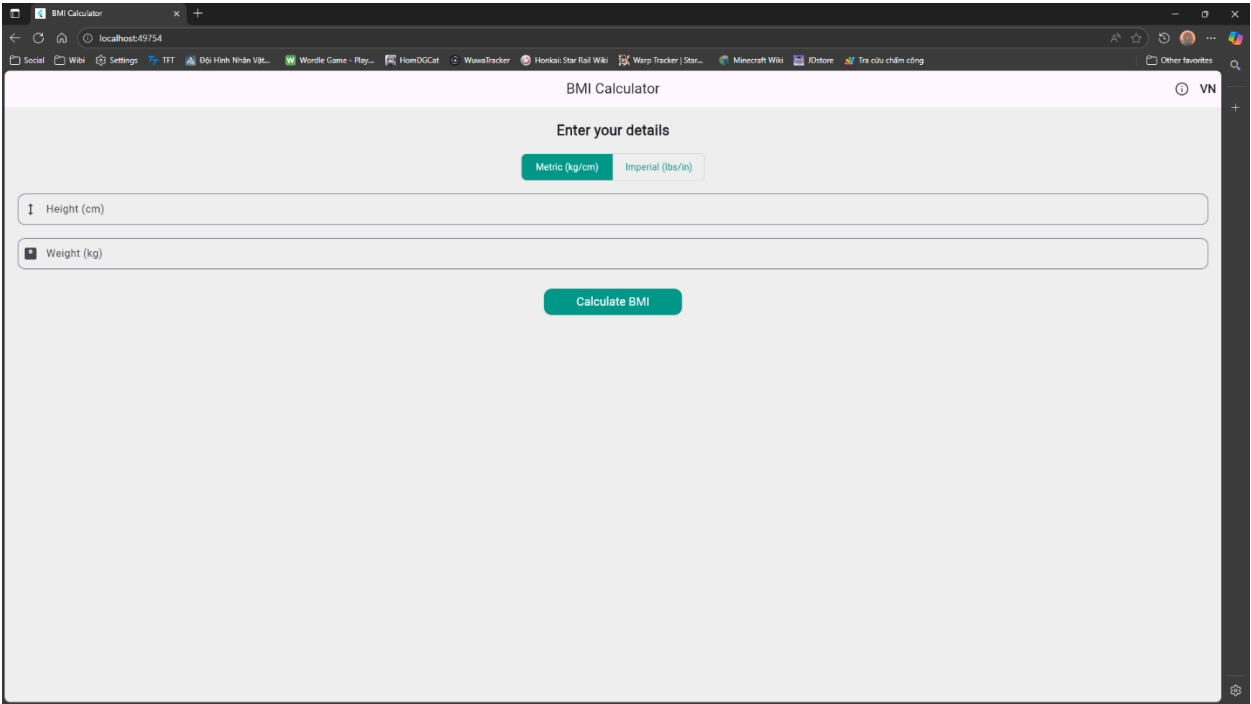 BMI Calculator
localhost:49754
Social Wibi Settings TFT Đội Hình Nhân Vật... Wordle Game - Play... HomDGCat WuwaTracker Honkai: Star Rail Wiki Warp Tracker | Star... Minecraft Wiki JDstore Tra cứu chấm công Other favorites
BMI Calculator VN
Enter your details
Metric (kg/cm) Imperial (lbs/in)
Height (cm)
Weight (kg)
Calculate BMI